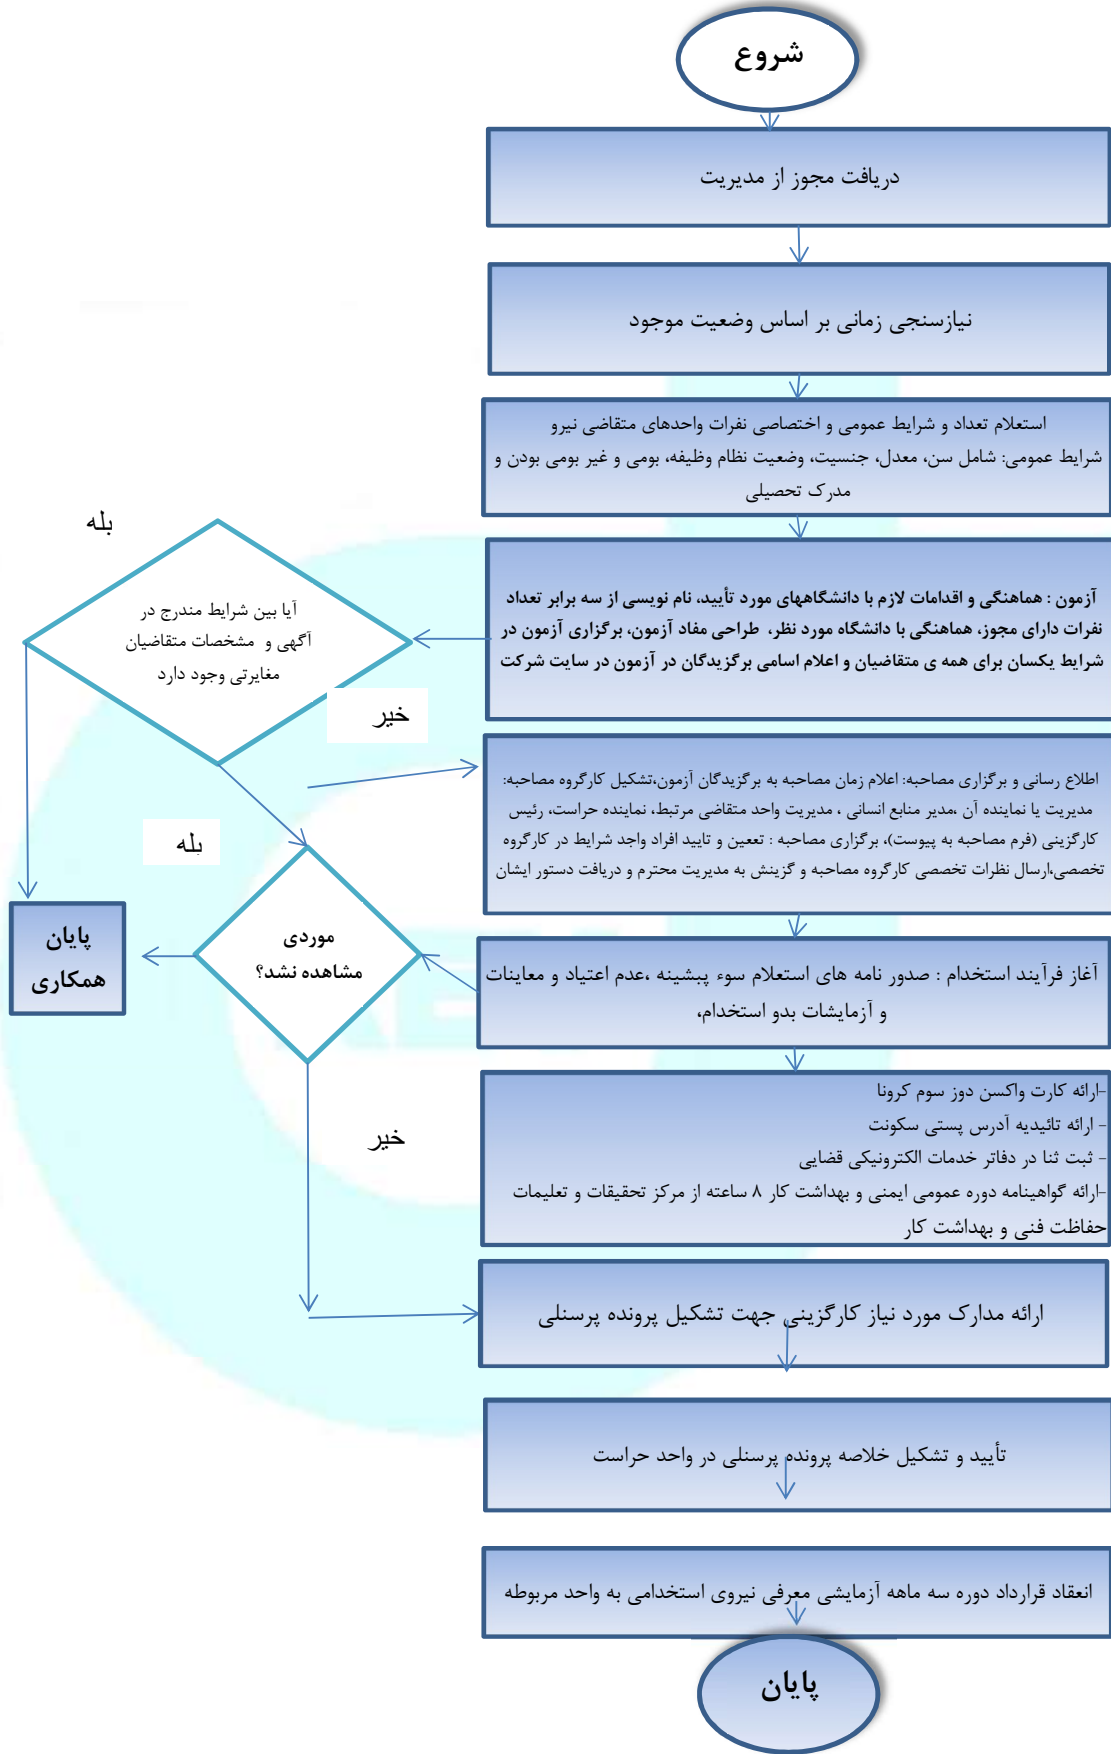 شروع
دریافت مجوز از مدیریت
نیازسنجی زمانی بر اساس وضعیت موجود
استعلام تعداد و شرایط عمومی و اختصاصی نفرات واحدهای متقاضی نیرو
شرایط عمومی: شامل سن، معدل، جنسیت، وضعیت نظام وظیفه، بومی و غیر بومی بودن و
مدرک تحصیلی
آزمون : هماهنگی و اقدامات لازم با دانشگاههای مورد تأیید، نام نویسی از سه برابر تعداد
نفرات دارای مجوز، هماهنگی با دانشگاه مورد نظر، طراحی مفاد آزمون، برگزاری آزمون در
شرایط یکسان برای همه ی متقاضیان و اعلام اسامی برگزیدگان در آزمون در سایت شرکت
بله
آیا بین شرایط مندرج در
آگهی و مشخصات متقاضیان
مغایرتی وجود دارد
خیر
اطلاع رسانی و برگزاری مصاحبه: اعلام زمان مصاحبه به برگزیدگان آزمون،تشکیل کارگروه مصاحبه:
مدیریت یا نماینده آن ،مدیر منابع انسانی ، مدیریت واحد متقاضی مرتبط، نماینده حراست، رئیس
کارگزینی (فرم مصاحبه به پیوست)، برگزاری مصاحبه : تععین و تایید افراد واجد شرایط در کارگروه
تخصصی،ارسال نظرات تخصصی کارگروه مصاحبه و گزینش به مدیریت محترم و دریافت دستور ایشان
بله
موردی
مشاهده نشد؟
پایان
همکاری
آغاز فرآیند استخدام : صدور نامه های استعلام سوء پبشینه ،عدم اعتیاد و معاینات
و آزمایشات بدو استخدام،
خیر
-ارائه کارت واکسن دوز سوم کرونا
- ارائه تائیدیه آدرس پستی سکونت
- ثبت ثنا در دفاتر خدمات الکترونیکی قضایی
-ارائه گواهینامه دوره عمومی ایمنی و بهداشت کار ۸ ساعته از مرکز تحقیقات و تعلیمات
حفاظت فنی و بهداشت کار
ارائه مدارک مورد نیاز کارگزینی جهت تشکیل پرونده پرسنلی
تأیید و تشکیل خلاصه پرونده پرسنلی در واحد حراست
انعقاد قرارداد دوره سه ماهه آزمایشی معرفی نیروی استخدامی به واحد مربوطه
پایان